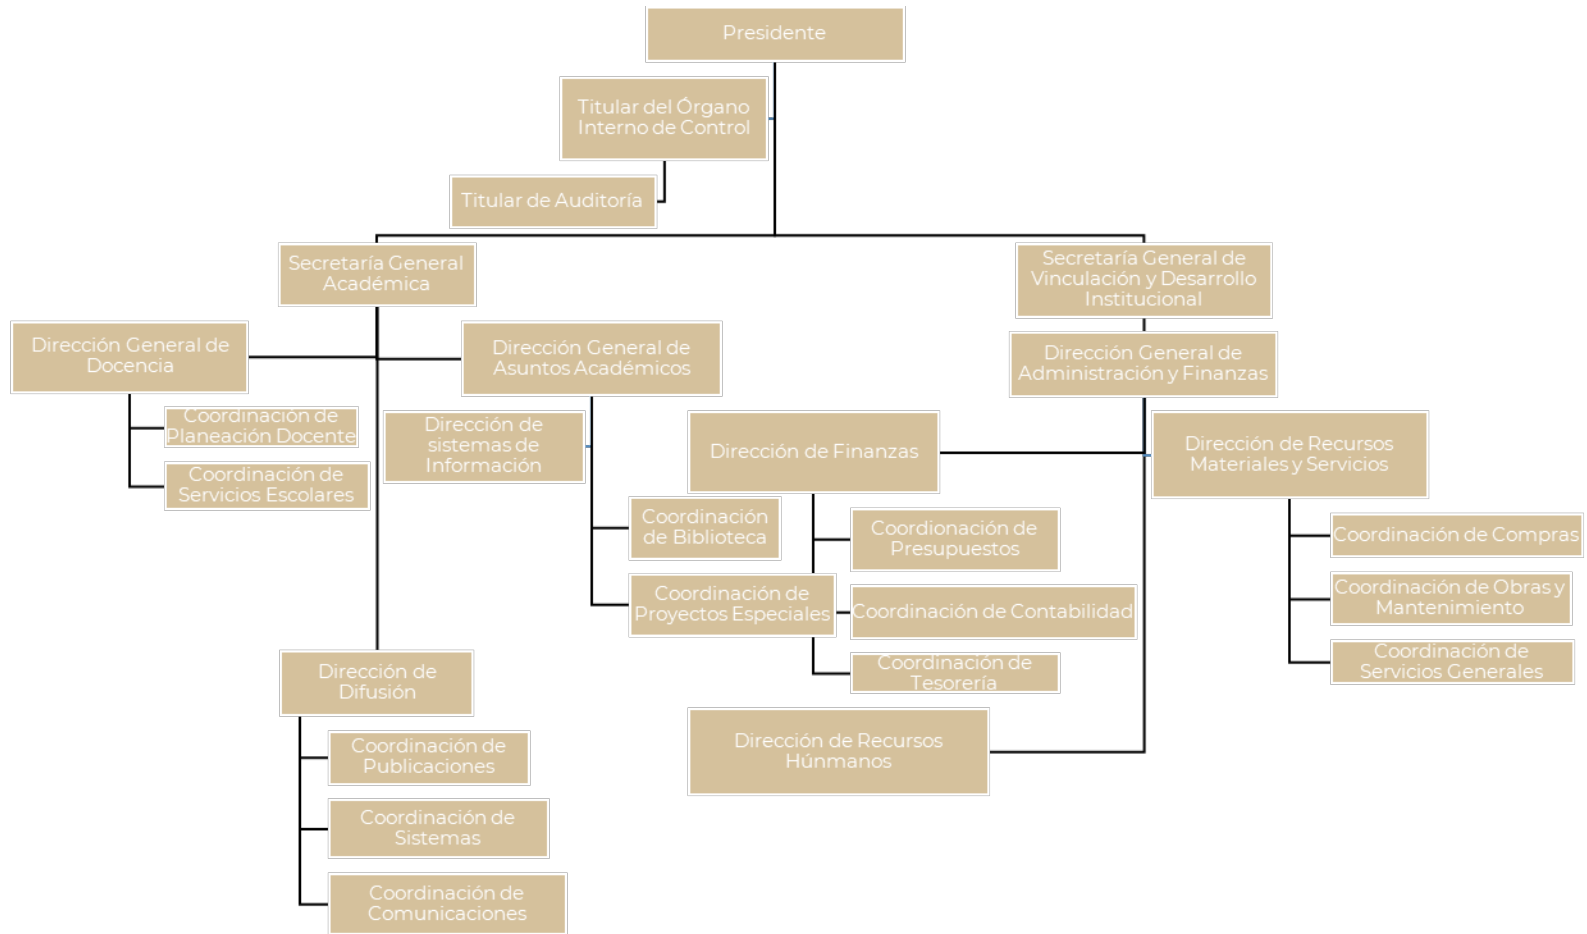 Presidente
Titular del Órgano
Interno de Control
Titular de Auditoría
Secretaría General
Académica
Secretaría General de
Vinculación y Desarrollo
Institucional
Dirección General de
Docencia
Dirección General de
Asuntos Académicos
Dirección General de
Administración y Finanzas
Coordinación de
Planeación Docente
Coordinación de
Servicios Escolares
Dirección de
sistemas de
Información
Coordinación
de Biblioteca
Coordinación de
Proyectos Especiales
Dirección de Finanzas
Coordionación de
Presupuestos
Coordinación de Contabilidad
Coordinación de
Tesorería
Dirección de Recursos
Materiales y Servicios
Coordinación de Compras
Coordinación de Obras y
Mantenimiento
Coordinación de
Servicios Generales
Dirección de Recursos
Húnmanos
Dirección de
Difusión
Coordinación de
Publicaciones
Coordinación de
Sistemas
Coordinación de
Comunicaciones